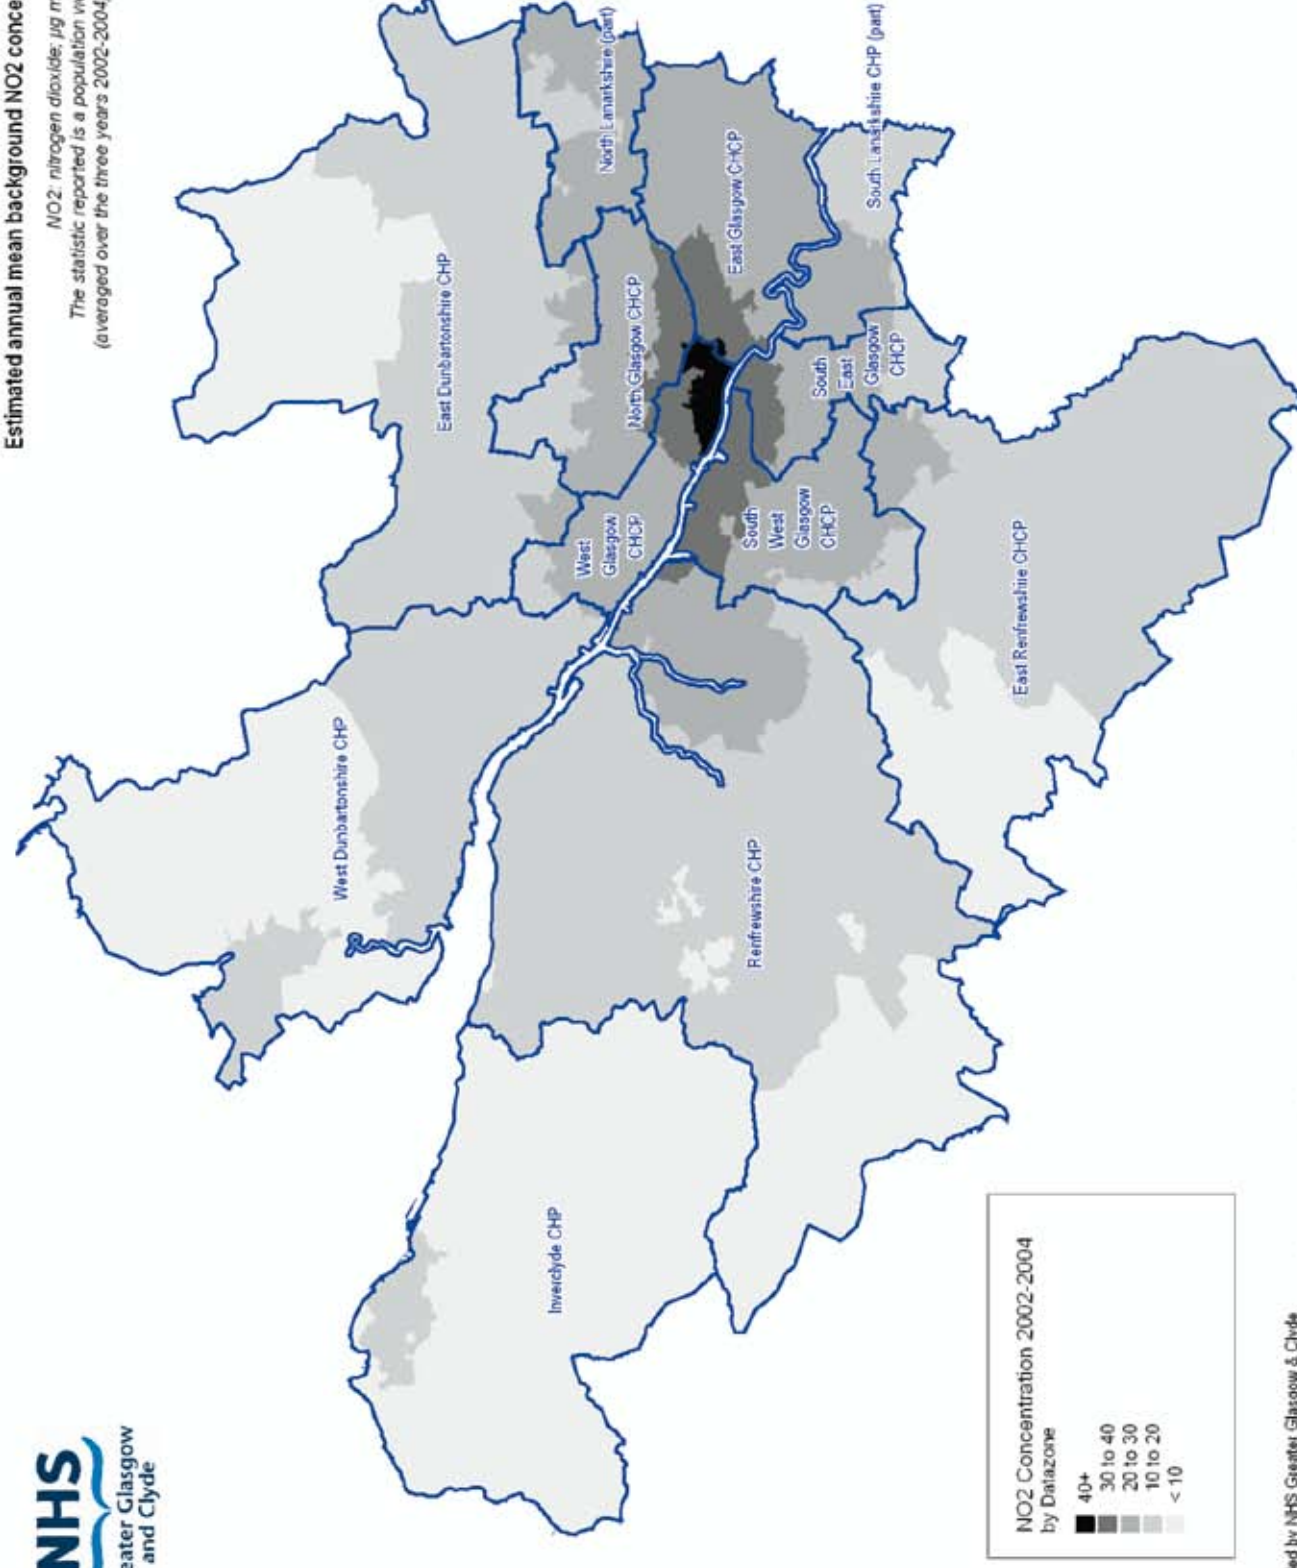 NHS
eater Glasgow
and Clyde
Estimated annual mean background NO2 conce
NO2: nitrogen dioxide; µg m
The statistic reported is a population w
(averaged over the three years 2002-2004
West Dunbartonshire CHP
East Dunbartonshire CHP
Inverclyde CHP
Renfrewshire CHP
West
Glasgow
CHCP
North Glasgow CHCP
North Lanarkshire (part)
East Glasgow CHCP
South
West
Glasgow
CHCP
South
East
Glasgow
CHCP
South Lanarkshire CHP (part)
East Renfrewshire CHCP
NO2 Concentration 2002-2004
by Datazone
40+
30 to 40
20 to 30
10 to 20
< 10
ed by NHS Greater Glasgow & Clyde